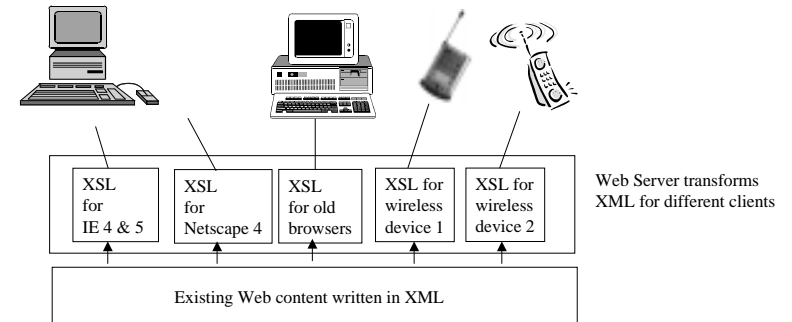 XSL
for
IE 4 & 5
XSL
for
Netscape 4
XSL
for old
browsers
XSL for
wireless
device 1
XSL for
wireless
device 2
Web Server transforms
XML for different clients
Existing Web content written in XML